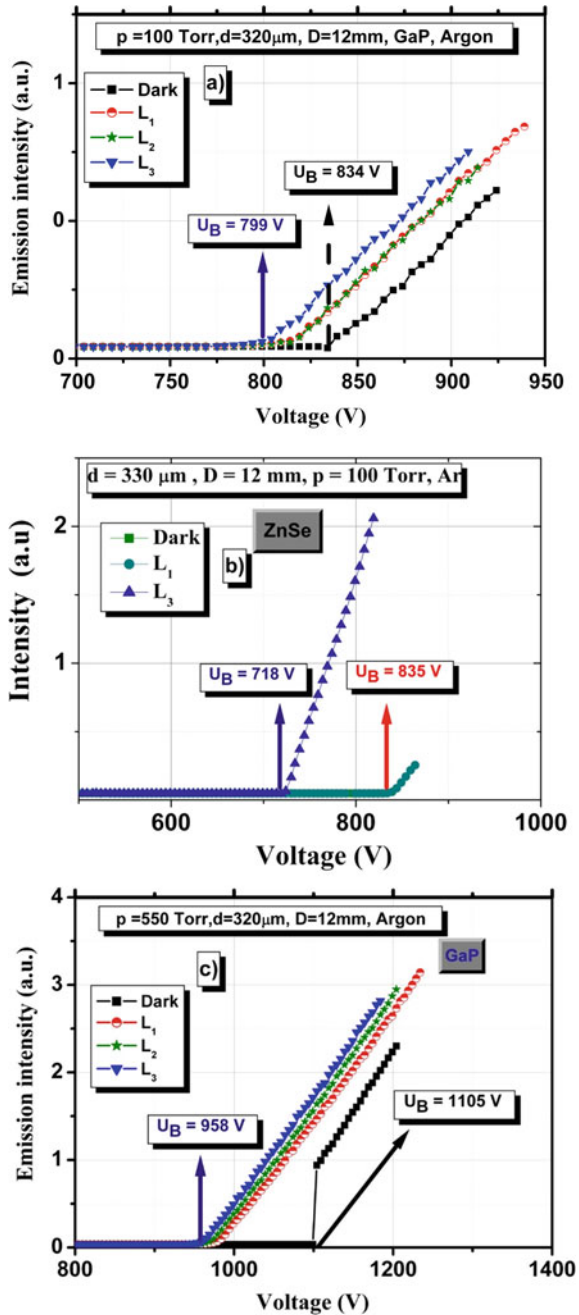 p =100 Torr,d=320μm, D=12mm, GaP, Argon
a)
Dark
L1
L2
L3
UB = 834 V
UB = 799 V
Emission intensity (a.u.)
1
0
0
700 750 800 850 900 950
Voltage (V)
d = 330 μm , D = 12 mm, p = 100 Torr, Ar
ZnSe
b)
Dark
L1
L3
UB = 718 V
UB = 835 V
Intensity (a.u)
2
1
600 800 1000
Voltage (V)
p =550 Torr,d=320μm, D=12mm, Argon
GaP
c)
Dark
L1
L2
L3
UB = 958 V
UB = 1105 V
Emission intensity (a.u.)
4
3
2
1
0
800 1000 1200 1400
Voltage (V)